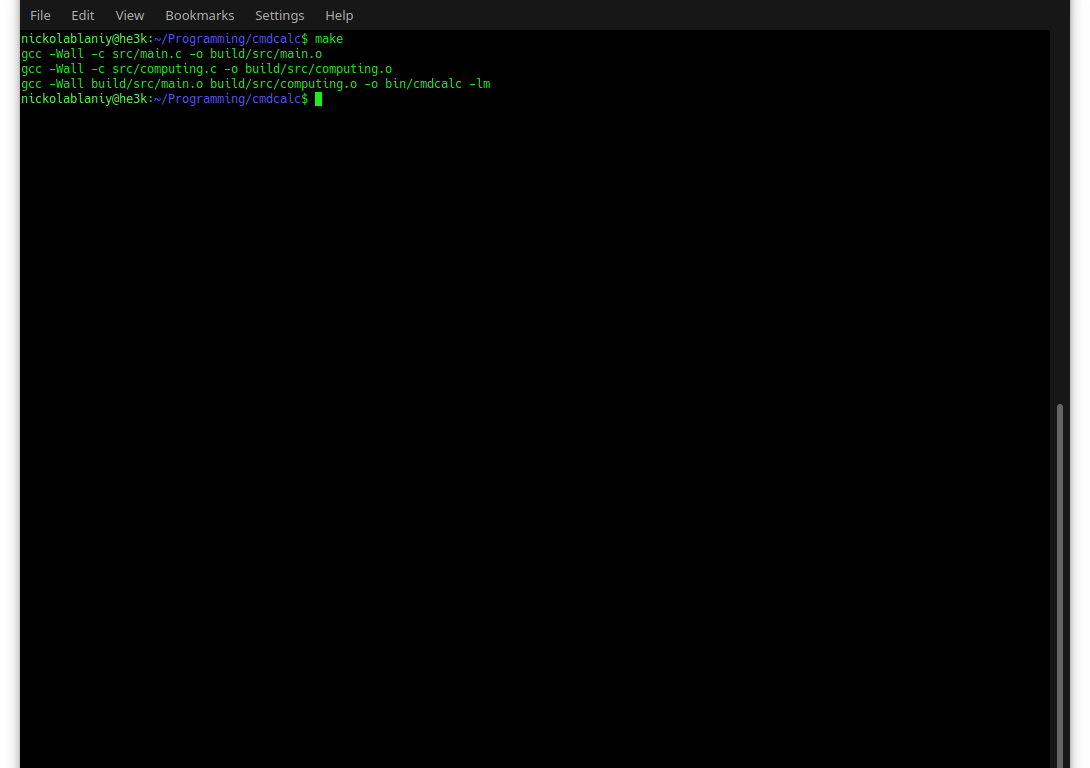 File Edit View Bookmarks Settings Help
nickolablaniy@he3k:~/Programming/cmdcalc$ make
gcc -Wall -c src/main.c -o build/src/main.o
gcc -Wall -c src/computing.c -o build/src/computing.o
gcc -Wall build/src/main.o build/src/computing.o -o bin/cmdcalc -lm
nickolablaniy@he3k:~/Programming/cmdcalc$